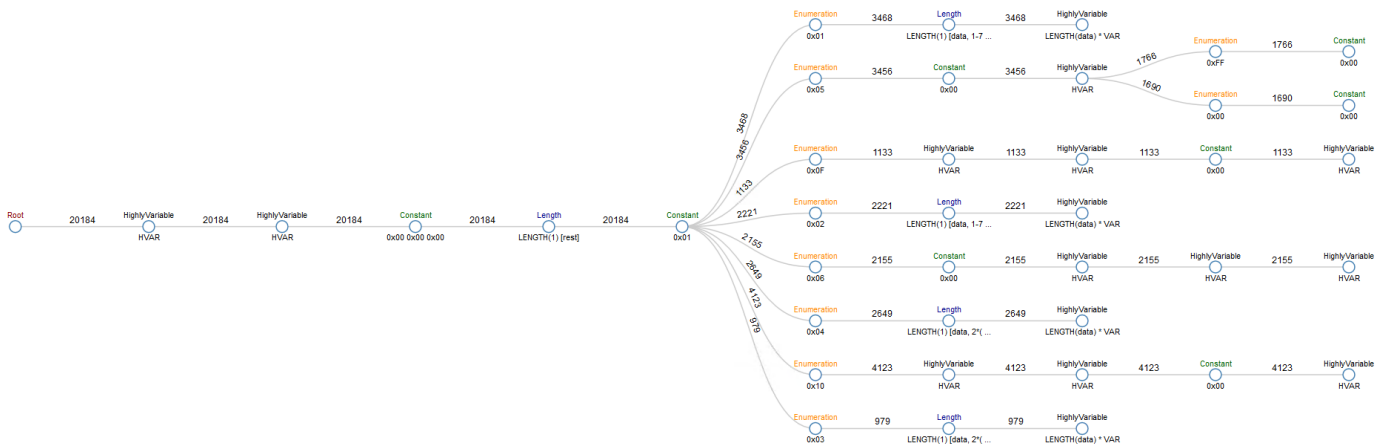 Enumeration 3468 Length 3468 HighlyVariable
0x01 LENGTH(1) [data, 1-7 ... LENGTH(data) * VAR
Enumeration 1766 Constant
1766
0xFF 0x00
Enumeration 3456 Constant 3456 HighlyVariable
0x05 0x00 HVAR
1690
Enumeration 1690 Constant
0x00 0x00
3468
3456
Enumeration 1133 HighlyVariable 1133 HighlyVariable 1133 Constant 1133 HighlyVariable
0x0F HVAR HVAR 0x00 HVAR
1133
Enumeration 2221 Length 2221 HighlyVariable
2221
0x02 LENGTH(1) [data, 1-7 ... LENGTH(data) * VAR
Root 20184 HighlyVariable 20184 HighlyVariable 20184 Constant 20184 Length 20184 Constant
HVAR HVAR 0x00 0x00 0x00 LENGTH(1) [rest] 0x01
2155
Enumeration 2155 Constant 2155 HighlyVariable 2155 HighlyVariable 2155 HighlyVariable
0x06 0x00 HVAR HVAR HVAR
2649
4123
979
Enumeration 2649 Length 2649 HighlyVariable
0x04 LENGTH(1) [data, 2*( ... LENGTH(data) * VAR
Enumeration 4123 HighlyVariable 4123 HighlyVariable 4123 Constant 4123 HighlyVariable
0x10 HVAR HVAR 0x00 HVAR
Enumeration 979 Length 979 HighlyVariable
0x03 LENGTH(1) [data, 2*( ... LENGTH(data) * VAR